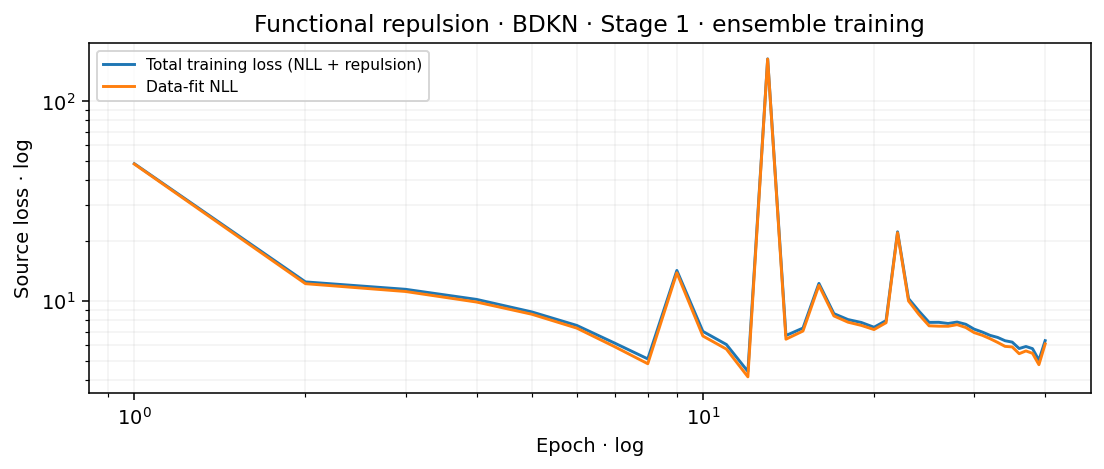 Functional repulsion · BDKN · Stage 1 · ensemble training
Total training loss (NLL + repulsion)
Data-fit NLL
Source loss · log
10²
10¹
10⁰
10¹
Epoch · log